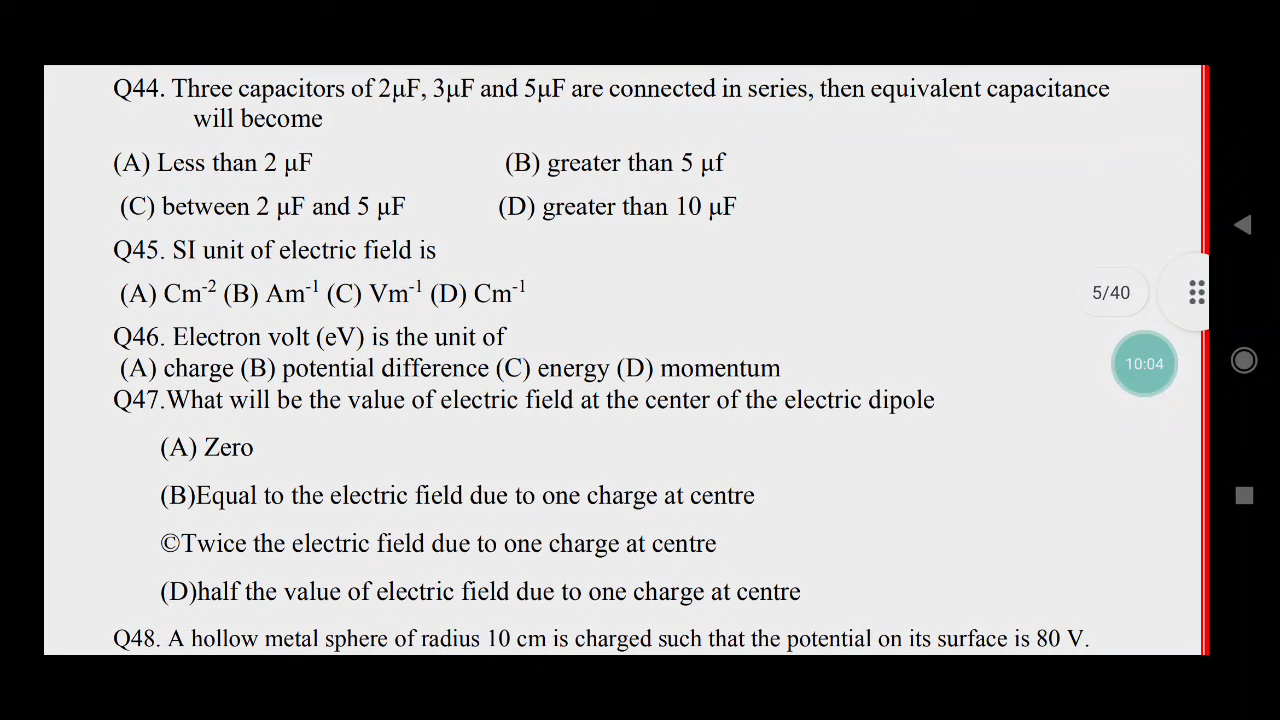 Q44. Three capacitors of 2μF, 3μF and 5μF are connected in series, then equivalent capacitance
will become
(A) Less than 2 μF (B) greater than 5 μf
(C) between 2 μF and 5 μF (D) greater than 10 μF
Q45. SI unit of electric field is
(A) Cm⁻² (B) Am⁻¹ (C) Vm⁻¹ (D) Cm⁻¹
5/40
Q46. Electron volt (eV) is the unit of
(A) charge (B) potential difference (C) energy (D) momentum
10:04
Q47.What will be the value of electric field at the center of the electric dipole
(A) Zero
(B)Equal to the electric field due to one charge at centre
©Twice the electric field due to one charge at centre
(D)half the value of electric field due to one charge at centre
Q48. A hollow metal sphere of radius 10 cm is charged such that the potential on its surface is 80 V.